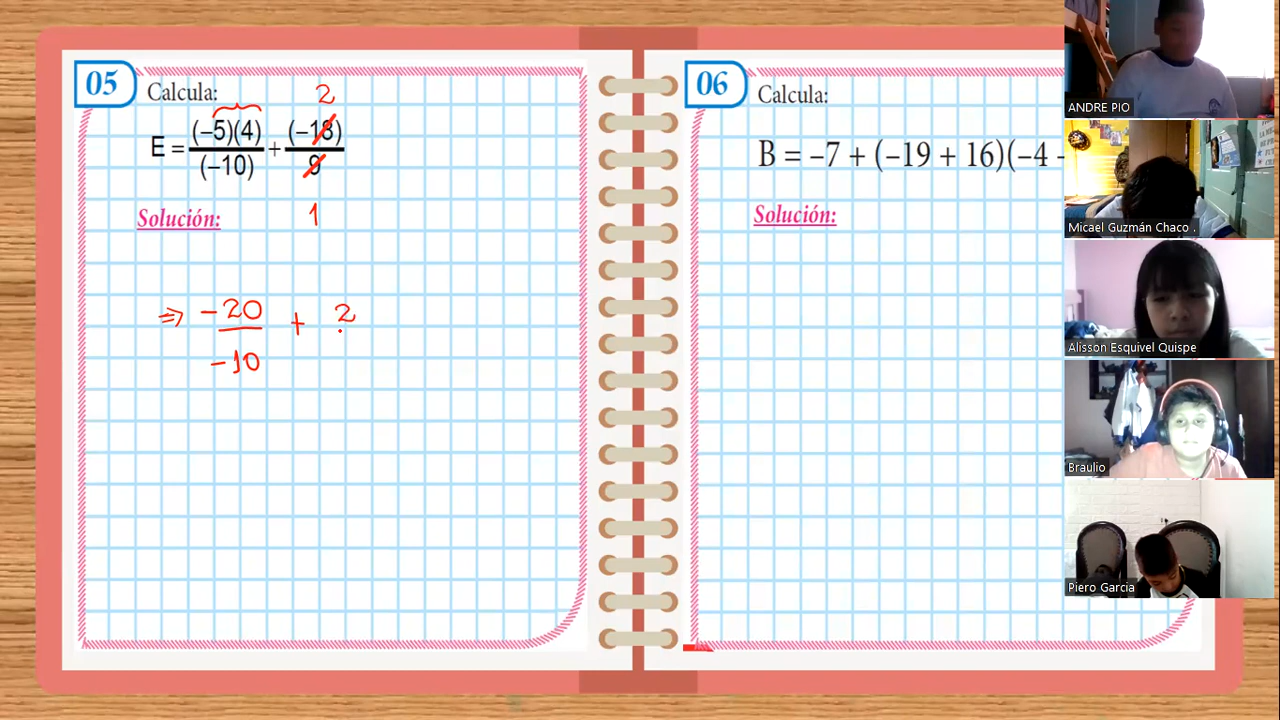 05
Calcula:
2
E = (–5)(4)/(–10) + (–18)/9
1
Solución:
⇒ -20/-10 + 2
06
Calcula:
B = –7 + (–19 + 16)(–4 –
Solución:
ANDRE PIO
Micael Guzmán Chaco .
Alisson Esquivel Quispe
Braulio
Piero Garcia